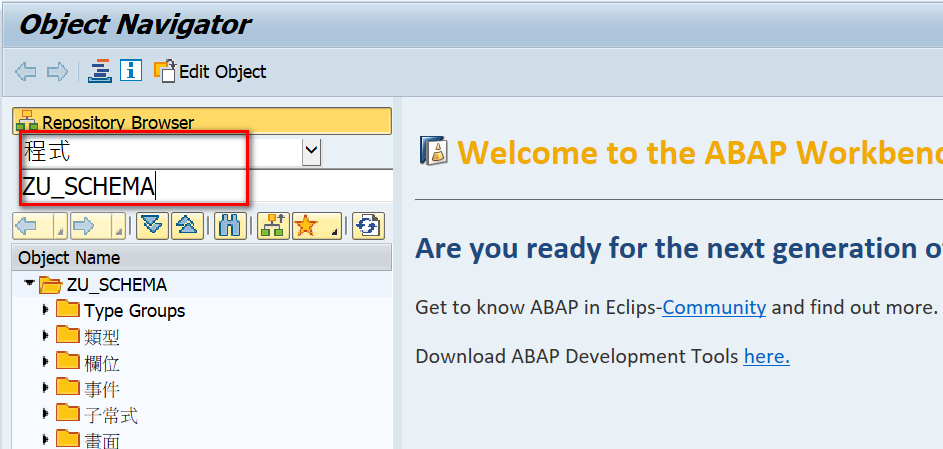 Object Navigator
Edit Object
Repository Browser
程式
ZU_SCHEMA
Object Name
ZU_SCHEMA
Type Groups
類型
欄位
事件
子常式
畫面
Welcome to the ABAP Workbenc
Are you ready for the next generation o
Get to know ABAP in Eclips-Community and find out more.
Download ABAP Development Tools here.